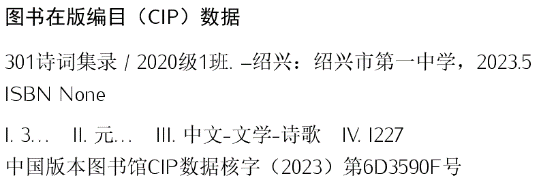 图书在版编目（CIP）数据
301诗词集录 / 2020级1班. –绍兴：绍兴市第一中学，2023.5
ISBN None
I. 3… II. 元… III. 中文-文学-诗歌 IV. I227
中国版本图书馆CIP数据核字（2023）第6D3590F号